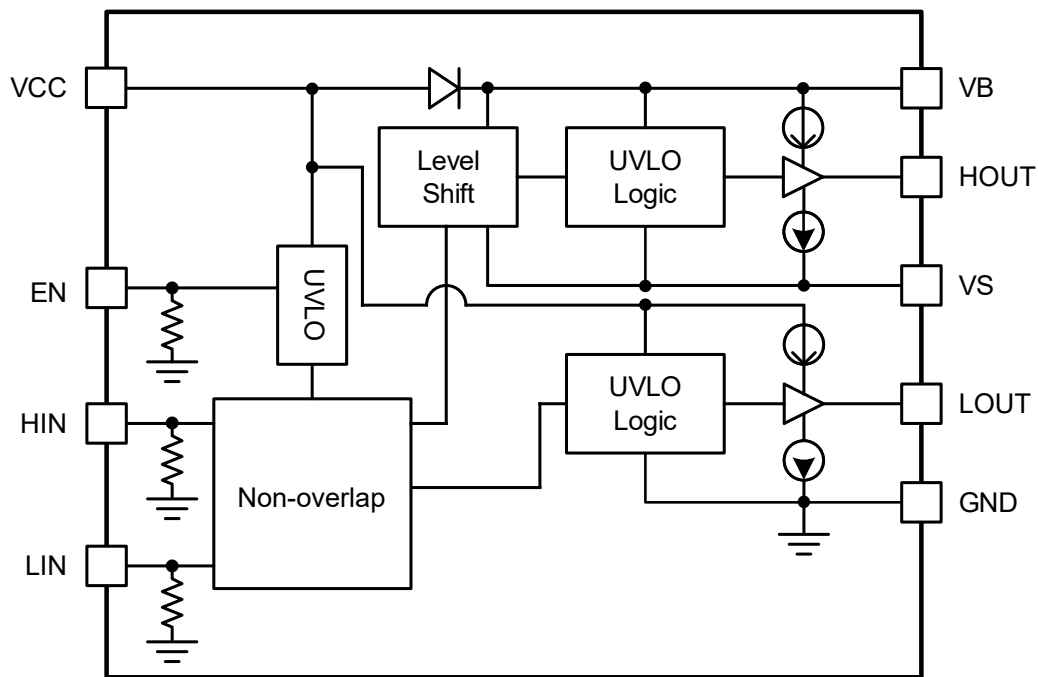 VCC
VB
Level
Shift
UVLO
Logic
HOUT
EN
UVLO
VS
HIN
UVLO
Logic
LOUT
Non-overlap
GND
LIN